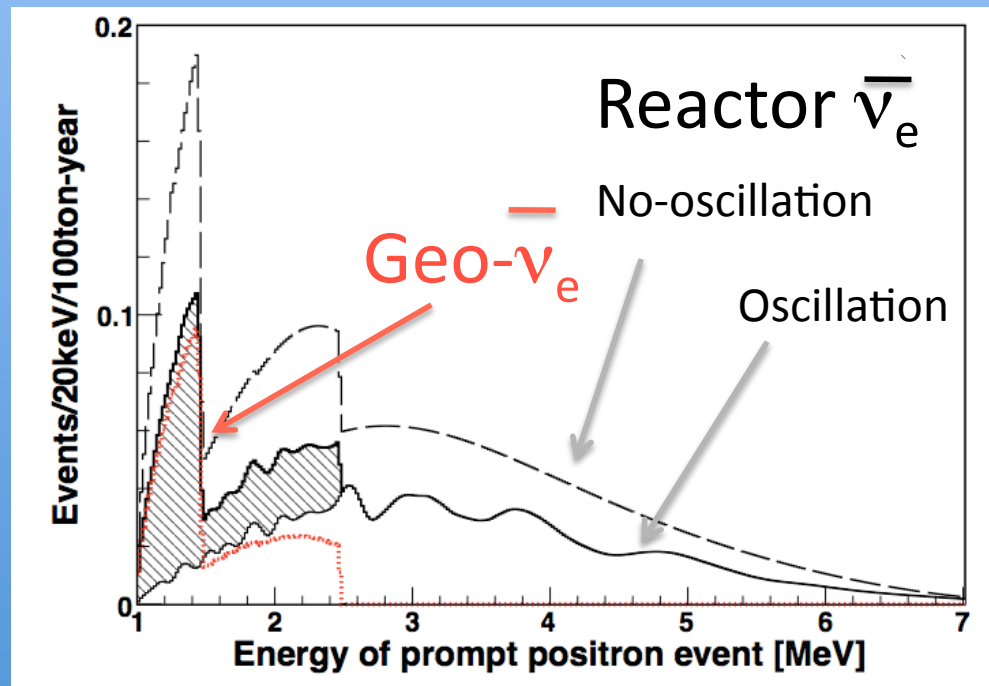 0.2
Reactor ν̅e
No-oscillation
Geo-ν̅e
Oscillation
0.1
0
1 2 3 4 5 6 7
Energy of prompt positron event [MeV]
Events/20keV/100ton-year